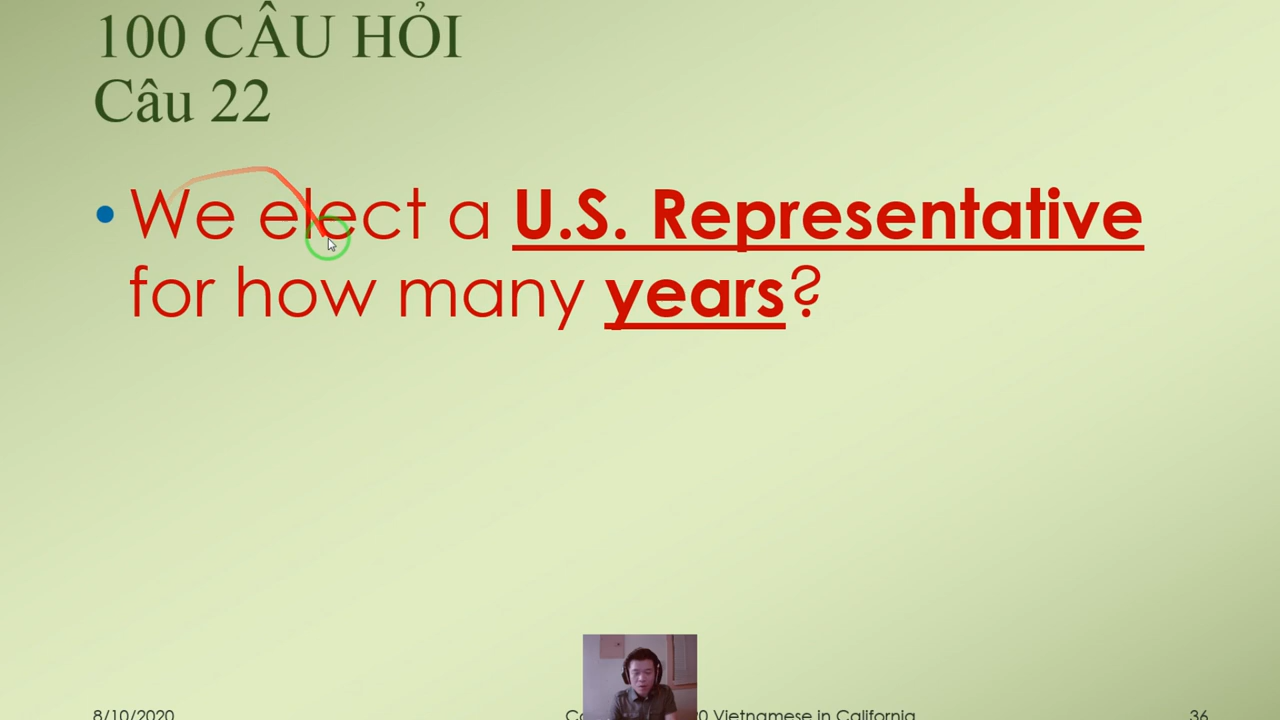 100 CÂU HỎI
Câu 22
• We elect a U.S. Representative
for how many years?
8/10/2020
Vietnamese in California
36